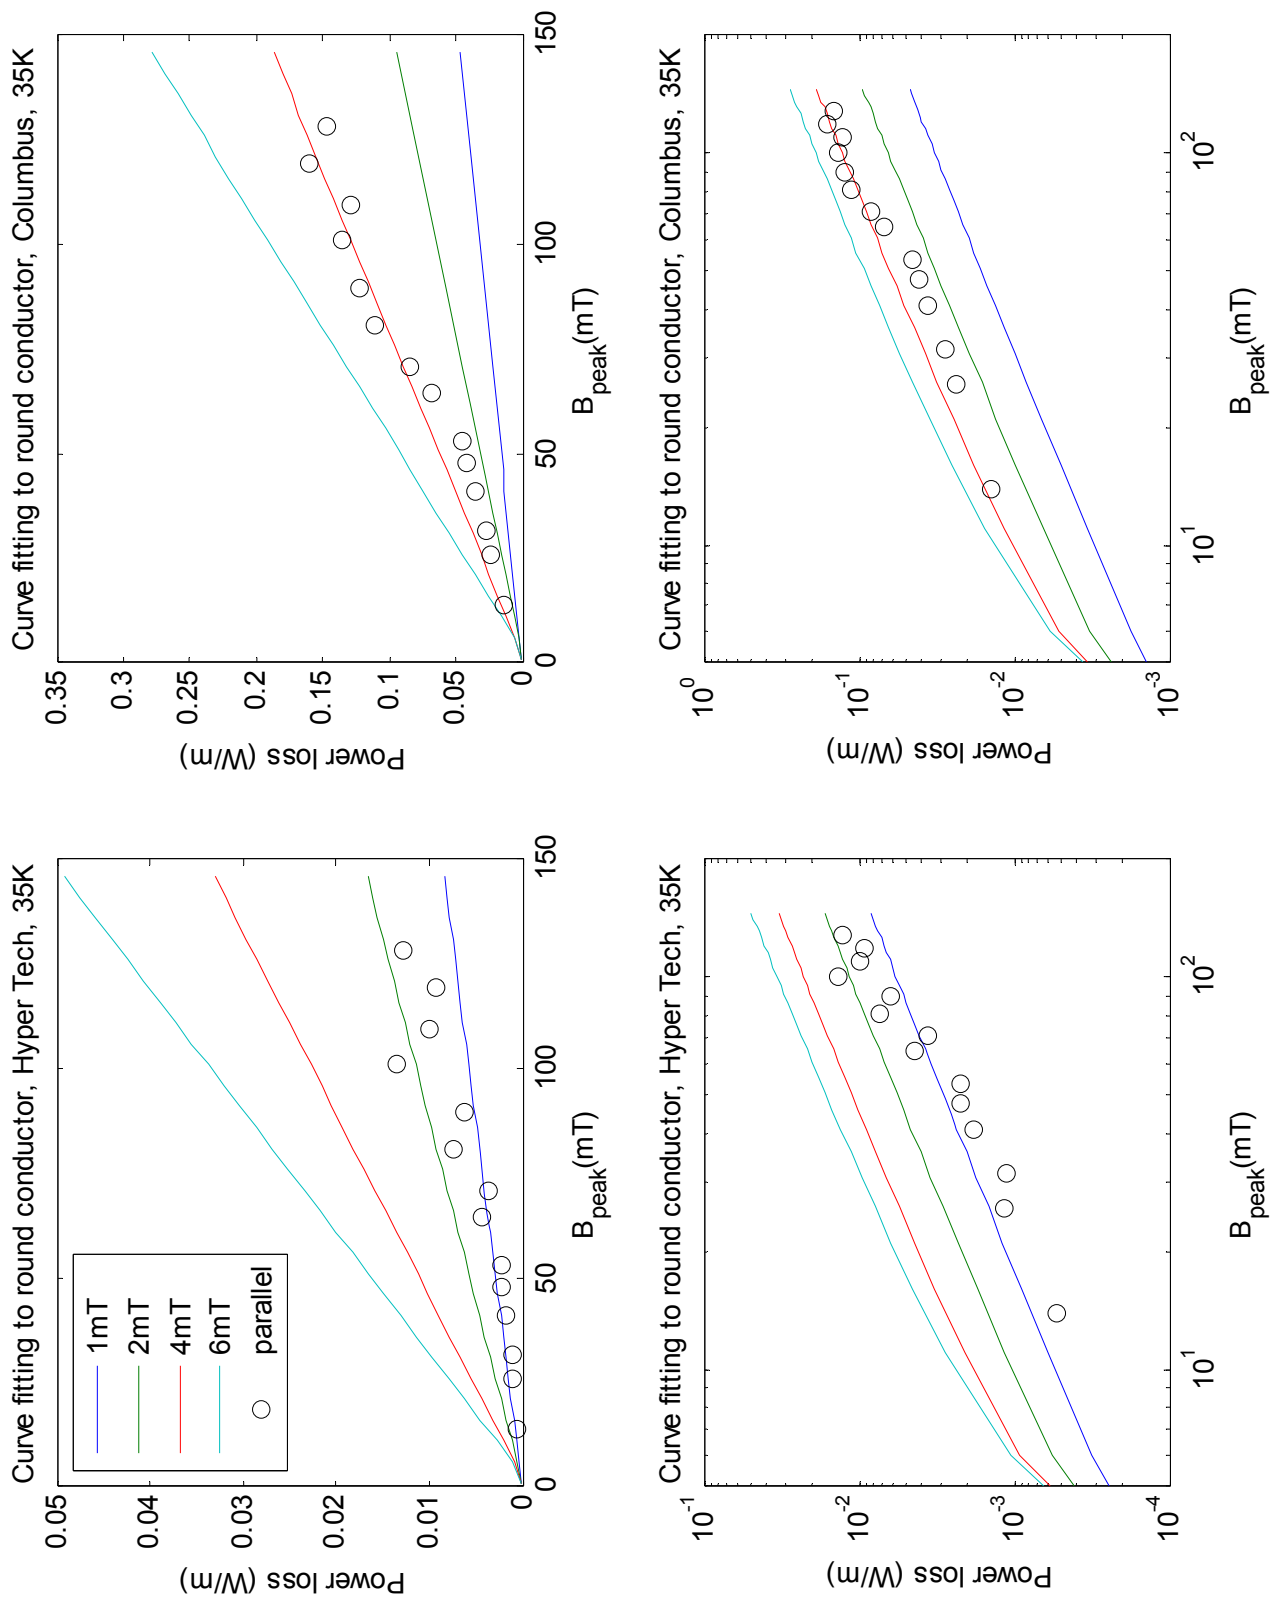 Curve fitting to round conductor, Hyper Tech, 35K
0.05
0.04
0.03
0.02
0.01
0
Power loss (W/m)
1mT
2mT
4mT
6mT
parallel
0
50
100
150
B_peak(mT)
Curve fitting to round conductor, Columbus, 35K
0.35
0.3
0.25
0.2
0.15
0.1
0.05
0
Power loss (W/m)
0
50
100
150
B_peak(mT)
Curve fitting to round conductor, Hyper Tech, 35K
10^-1
10^-2
10^-3
10^-4
Power loss (W/m)
10^1
10^2
B_peak(mT)
Curve fitting to round conductor, Columbus, 35K
10^0
10^-1
10^-2
10^-3
Power loss (W/m)
10^1
10^2
B_peak(mT)